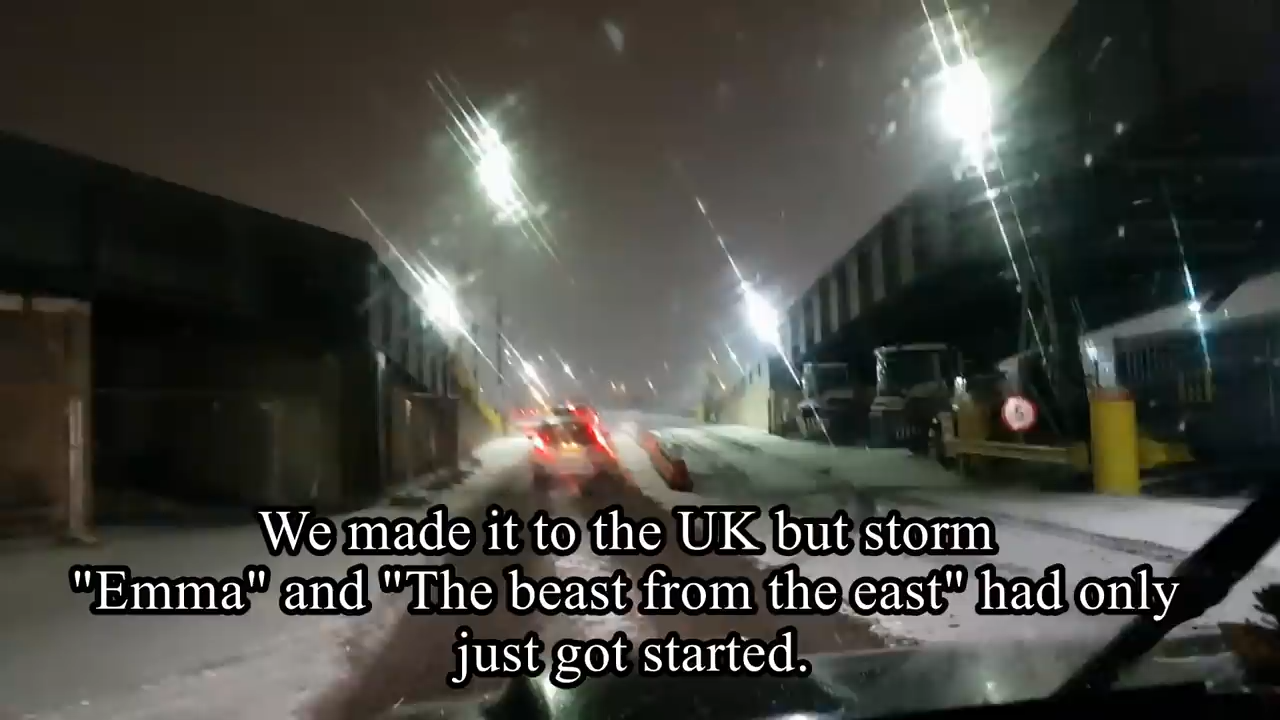 5
We made it to the UK but storm
"Emma" and "The beast from the east" had only
just got started.